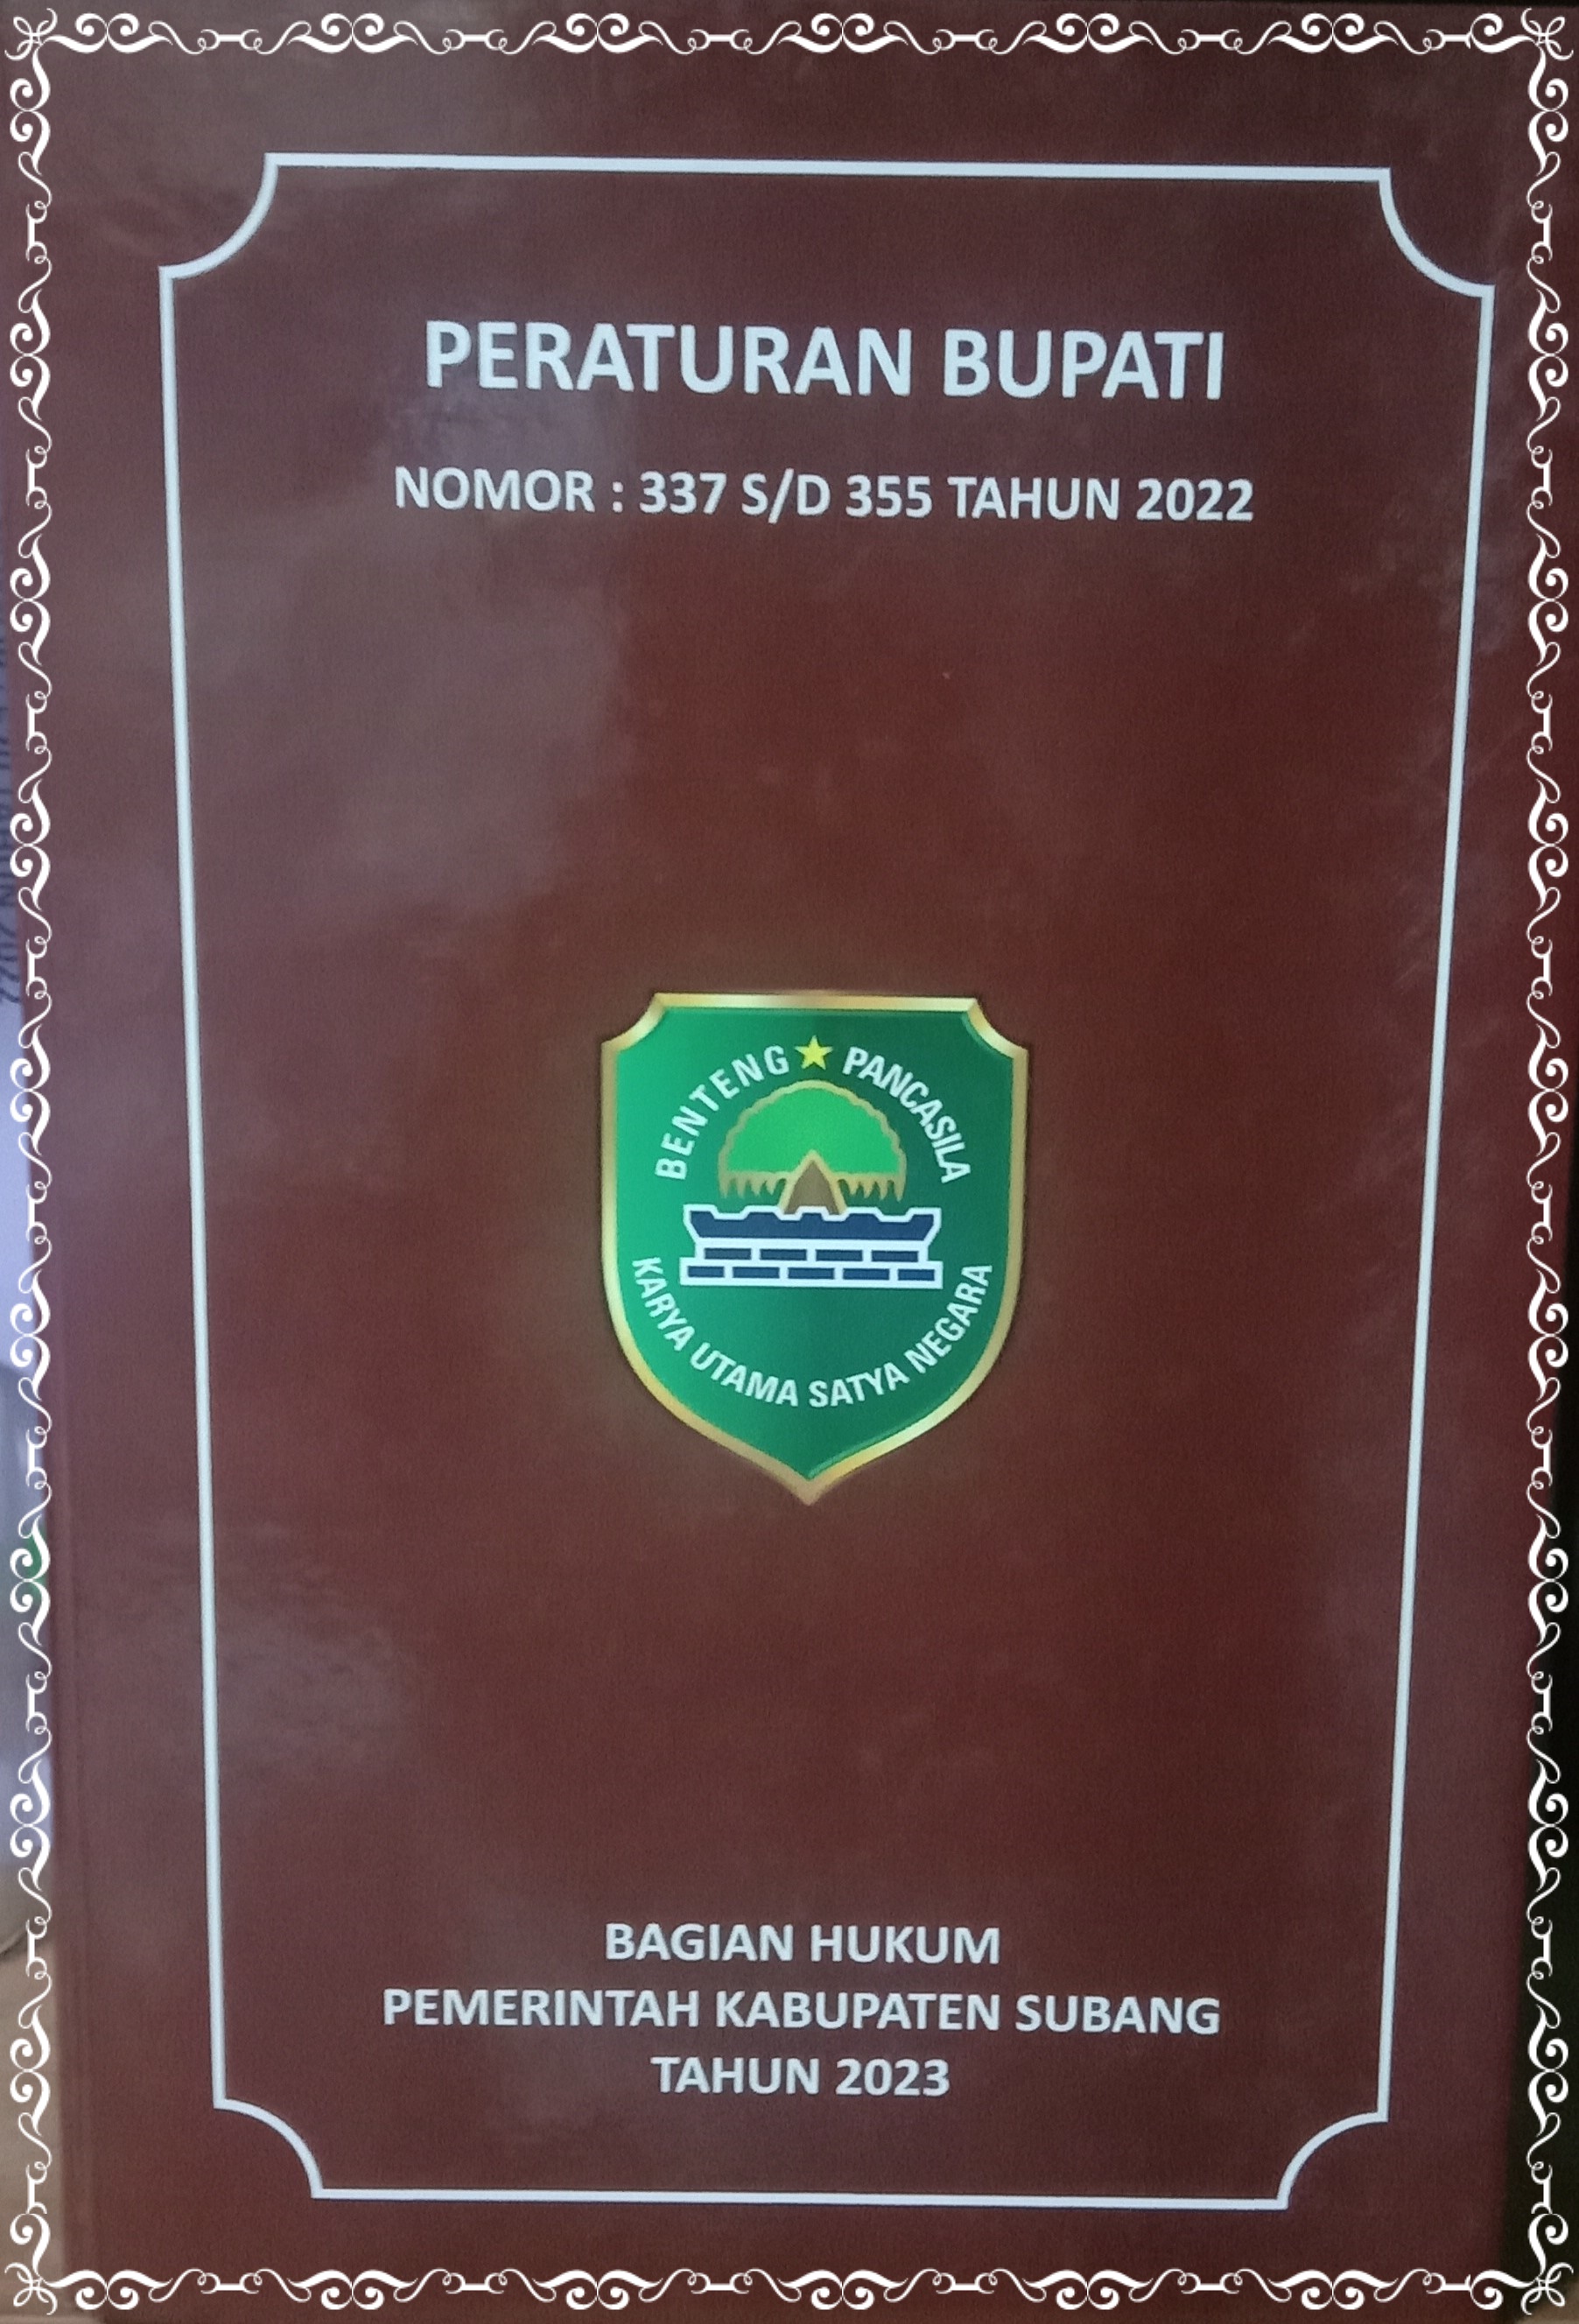 PERATURAN BUPATI
NOMOR : 337 S/D 355 TAHUN 2022
BENTENG ★ PANCASILA
KARYA UTAMA SATYA NEGARA
BAGIAN HUKUM
PEMERINTAH KABUPATEN SUBANG
TAHUN 2023